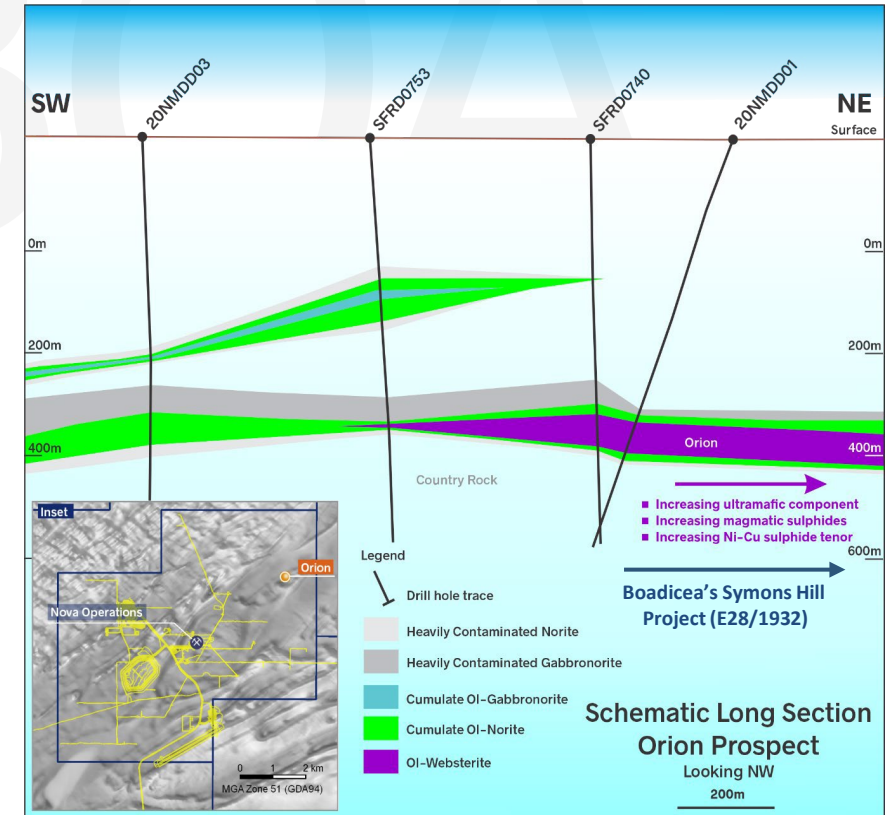 SW
20NMDD03
SFRD0753
SFRD0740
20NMDD01
NE
Surface
0m
0m
200m
200m
400m
400m
Orion
Country Rock
■ Increasing ultramafic component
■ Increasing magmatic sulphides
■ Increasing Ni-Cu sulphide tenor
600m
Boadicea's Symons Hill
Project (E28/1932)
Inset
Orion
Nova Operations
0 1 2 km
MGA Zone 51 (GDA94)
Legend
Drill hole trace
Heavily Contaminated Norite
Heavily Contaminated Gabbronorite
Cumulate Ol-Gabbronorite
Cumulate Ol-Norite
Ol-Websterite
Schematic Long Section
Orion Prospect
Looking NW
200m